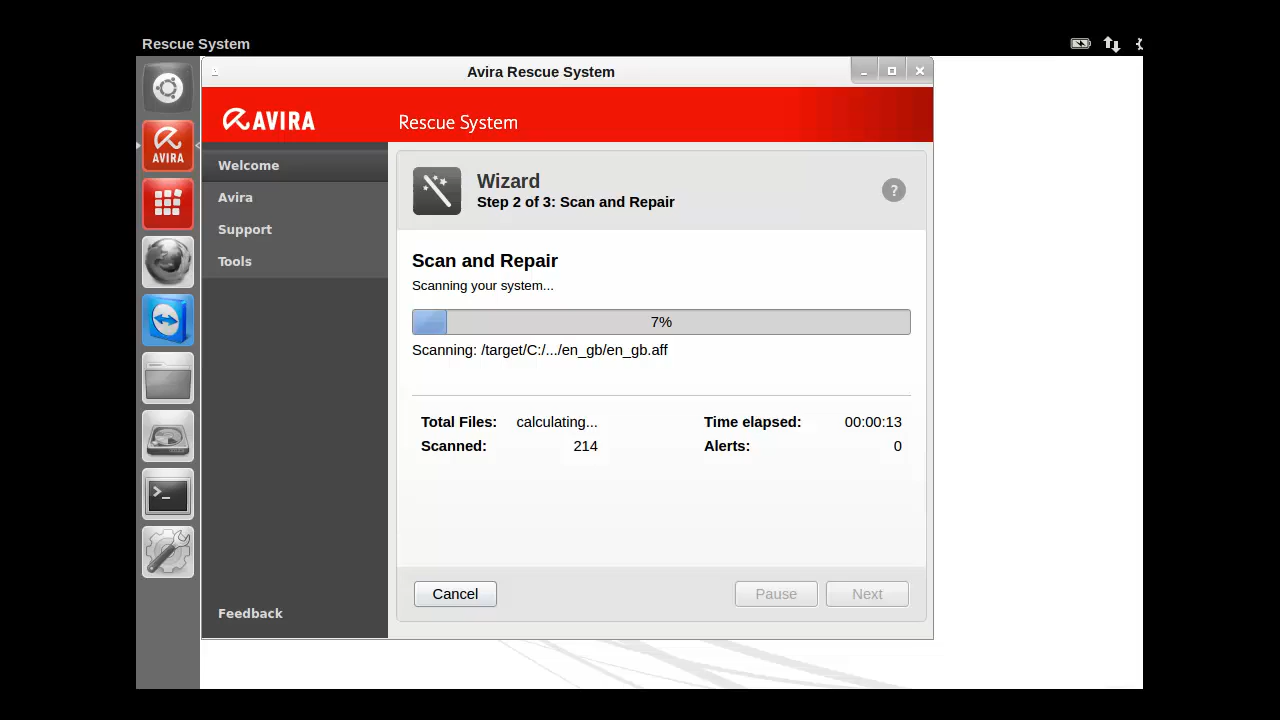 Rescue System
Avira Rescue System
AVIRA
Rescue System
AVIRA
Welcome
Avira
Support
Tools
Feedback
Wizard
Step 2 of 3: Scan and Repair
?
Scan and Repair
Scanning your system...
7%
Scanning: /target/C:/.../en_gb/en_gb.aff
Total Files: calculating... Time elapsed: 00:00:13
Scanned: 214 Alerts: 0
Cancel Pause Next